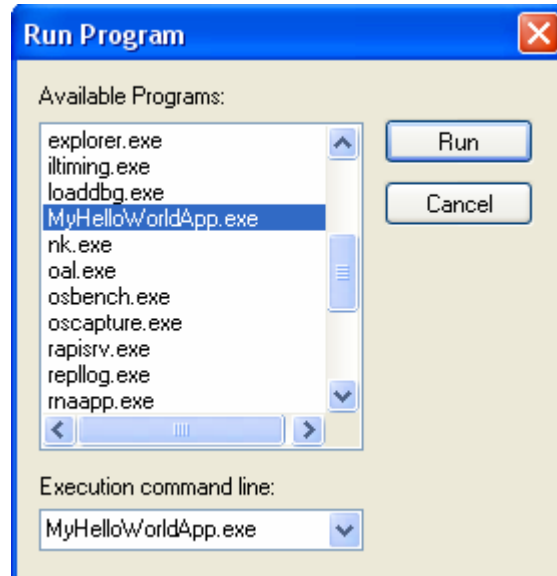 Run Program
Available Programs:
explorer.exe
iltiming.exe
loaddbg.exe
MyHelloWorldApp.exe
nk.exe
oal.exe
osbench.exe
oscapture.exe
rapisrv.exe
repllog.exe
rnaapp.exe
Run
Cancel
Execution command line:
MyHelloWorldApp.exe